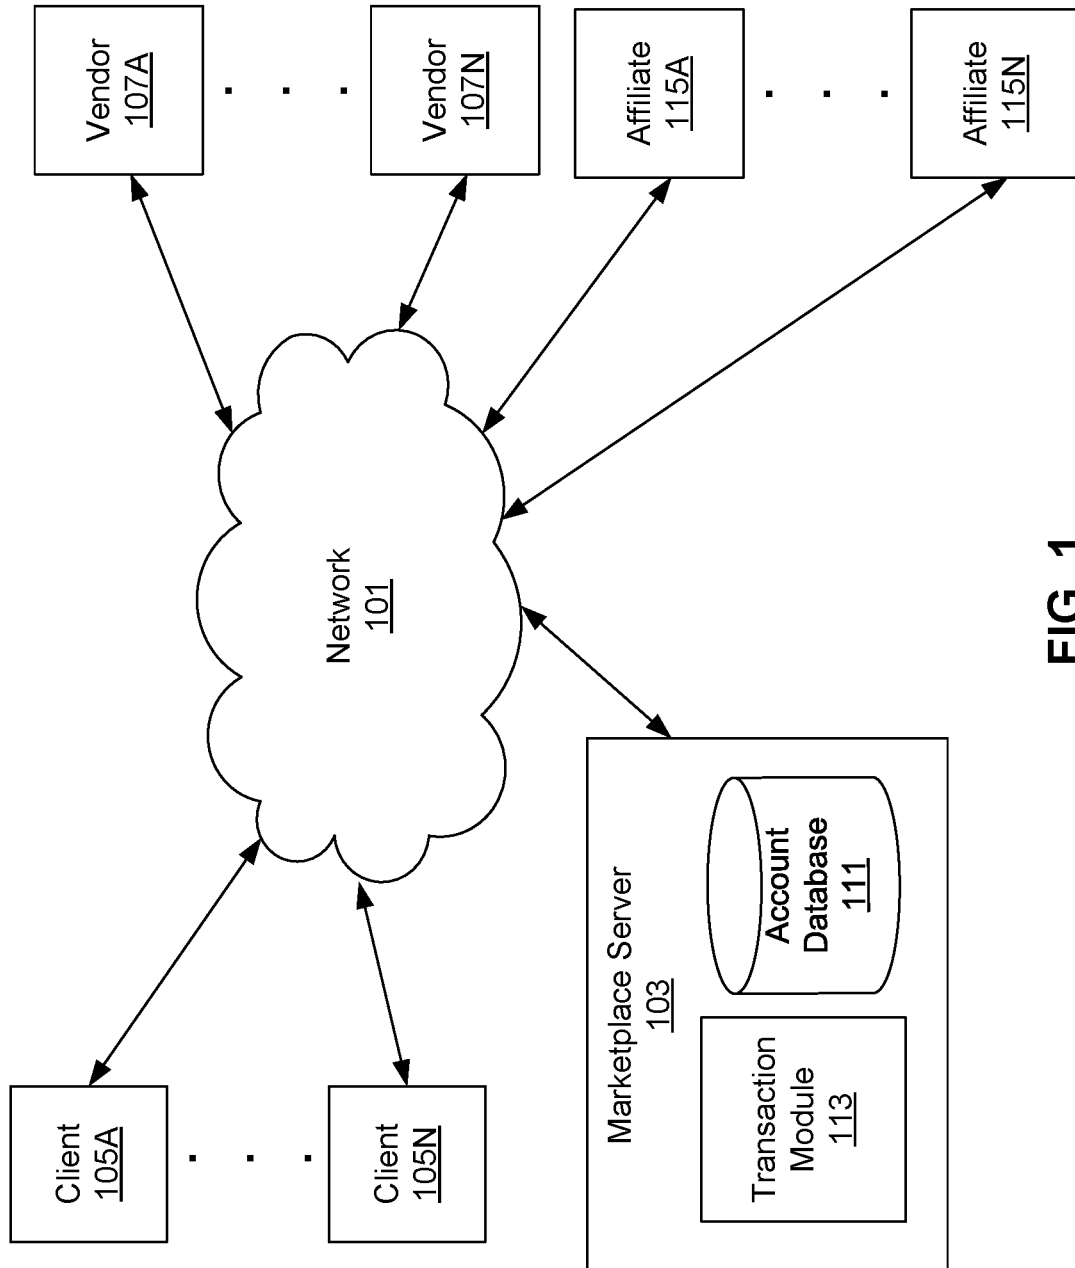 Client
105A
. . .
Client
105N
Marketplace Server
103
Transaction
Module
113
Account
Database
111
Network
101
Vendor
107A
. . .
Vendor
107N
Affiliate
115A
. . .
Affiliate
115N
FIG. 1